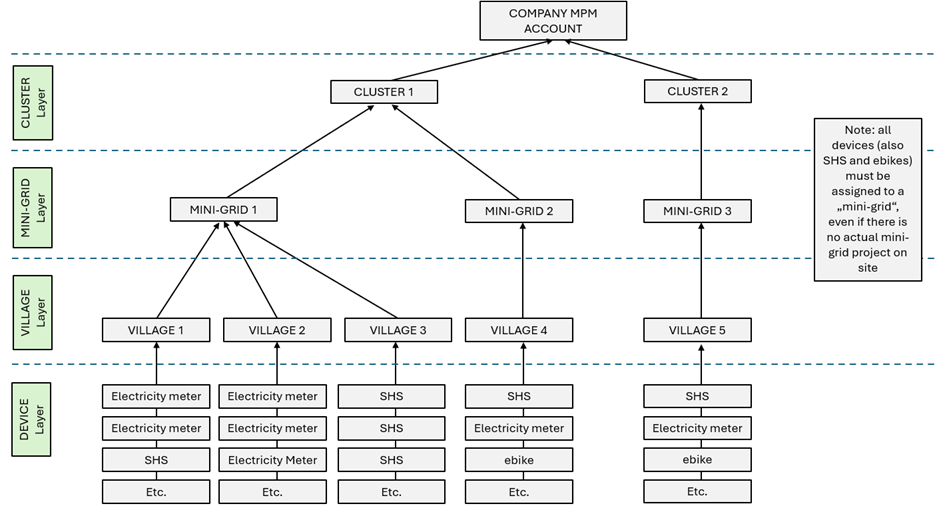 COMPANY MPM
ACCOUNT
CLUSTER
Layer
CLUSTER 1
CLUSTER 2
Note: all
devices (also
SHS and ebikes)
must be
assigned to a
„mini-grid“,
even if there is
no actual mini-
grid project on
site
MINI-GRID
Layer
MINI-GRID 1
MINI-GRID 2
MINI-GRID 3
VILLAGE
Layer
VILLAGE 1
VILLAGE 2
VILLAGE 3
VILLAGE 4
VILLAGE 5
DEVICE
Layer
Electricity meter
Electricity meter
SHS
SHS
SHS
Electricity meter
Electricity meter
SHS
Electricity meter
Electricity meter
SHS
Electricity Meter
SHS
ebike
ebike
Etc.
Etc.
Etc.
Etc.
Etc.